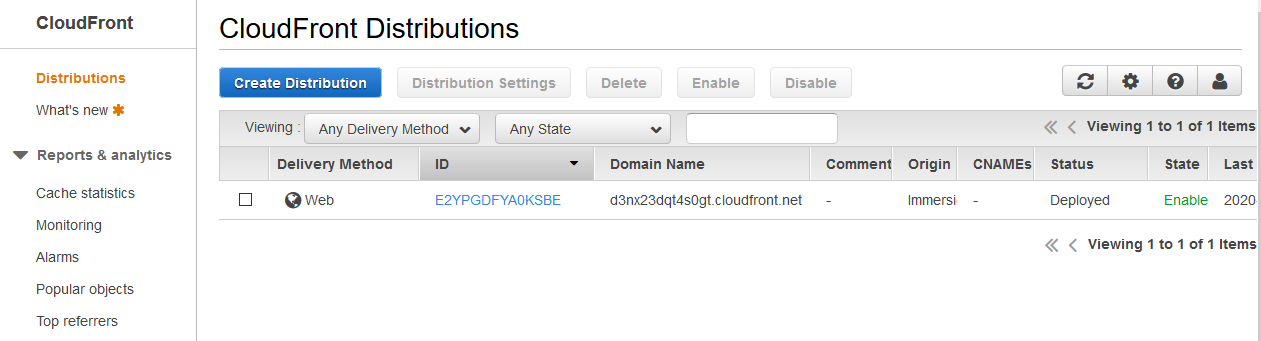 CloudFront
CloudFront Distributions
Distributions
What's new
Reports & analytics
Cache statistics
Monitoring
Alarms
Popular objects
Top referrers
Create Distribution Distribution Settings Delete Enable Disable
Viewing : Any Delivery Method Any State Viewing 1 to 1 of 1 Items
Delivery Method ID Domain Name Comment Origin CNAMEs Status State Last
Web E2YPGDFYA0KSBE d3nx23dqt4s0gt.cloudfront.net - Immersi - Deployed Enable 2020-
Viewing 1 to 1 of 1 Items